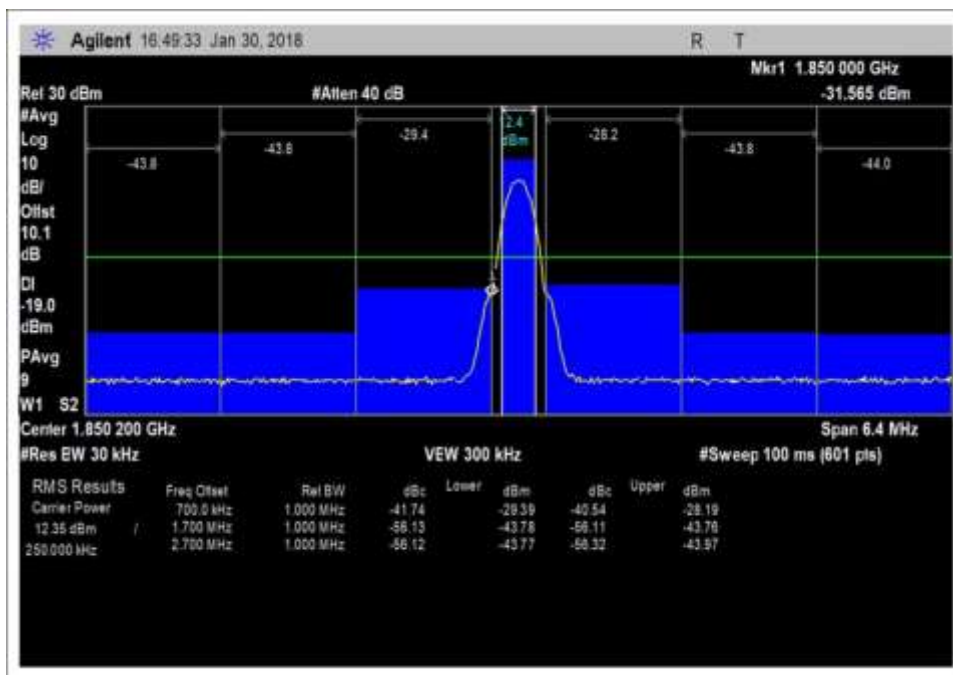 Agilent 16:49:33 Jan 30, 2018 R T
Mkr1 1.850 000 GHz
Ref 30 dBm #Atten 40 dB -31.565 dBm
#Avg
Log
10
dB/
Offst
10.1
dB
DI
-19.0
dBm
PAvg
9
W1 S2
-43.8 -43.8 -29.4 2.4 dBm -28.2 -43.8 -44.0
1
Center 1.850 200 GHz Span 6.4 MHz
#Res BW 30 kHz VBW 300 kHz #Sweep 100 ms (601 pts)
RMS Results Freq Offset Ref BW dBc Lower dBm dBc Upper dBm
Carrier Power 700.0 kHz 1.000 MHz -41.74 -29.39 -40.54 -28.19
12.35 dBm / 1.700 MHz 1.000 MHz -56.13 -43.78 -56.11 -43.76
250.000 kHz 2.700 MHz 1.000 MHz -56.12 -43.77 -56.32 -43.97